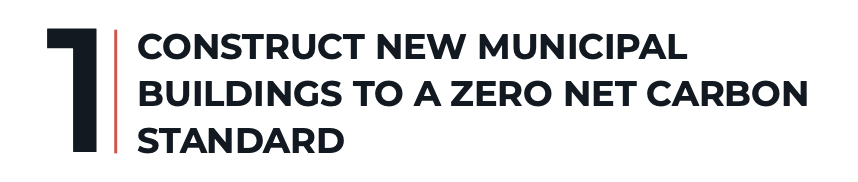 1
CONSTRUCT NEW MUNICIPAL
BUILDINGS TO A ZERO NET CARBON
STANDARD